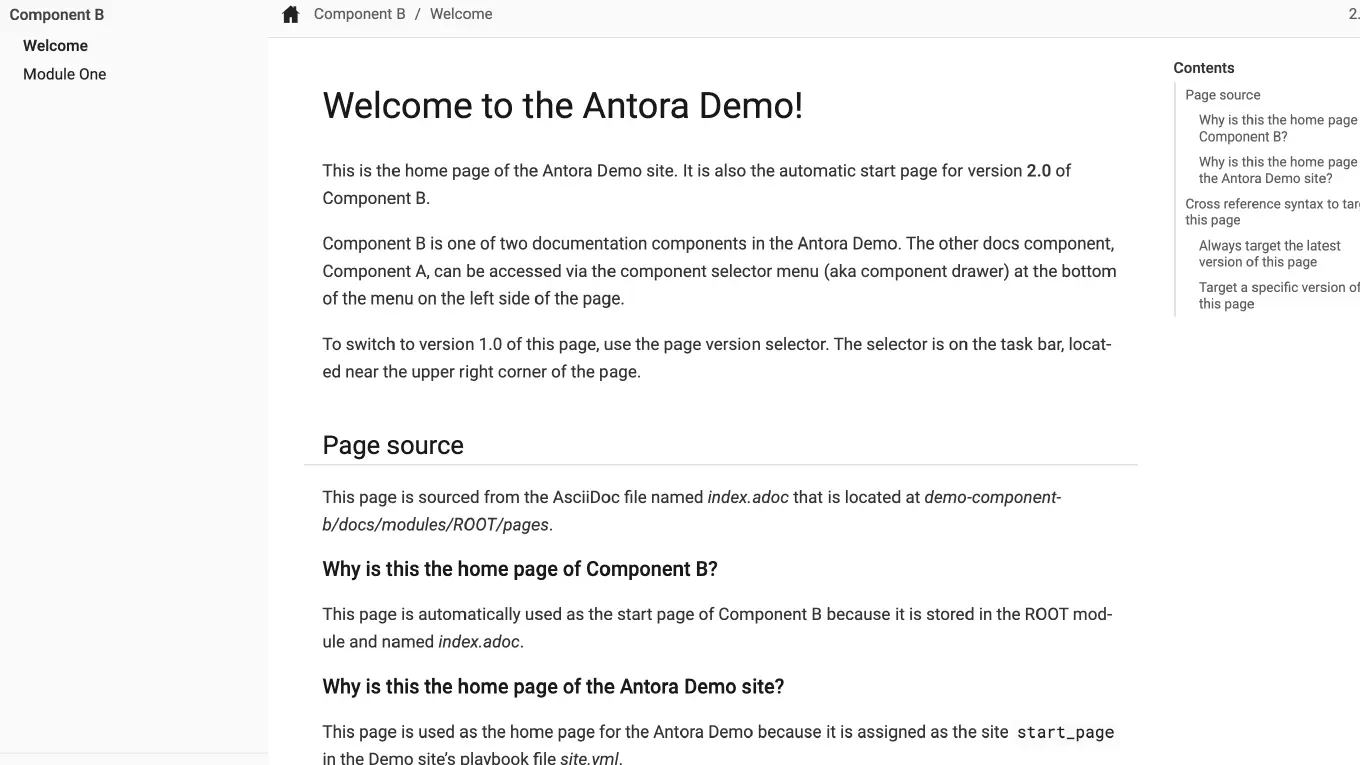 Component B
Welcome
Module One
Component B / Welcome
2.
Welcome to the Antora Demo!
This is the home page of the Antora Demo site. It is also the automatic start page for version 2.0 of
Component B.
Component B is one of two documentation components in the Antora Demo. The other docs component,
Component A, can be accessed via the component selector menu (aka component drawer) at the bottom
of the menu on the left side of the page.
To switch to version 1.0 of this page, use the page version selector. The selector is on the task bar, locat-
ed near the upper right corner of the page.
Page source
This page is sourced from the AsciiDoc file named index.adoc that is located at demo-component-
b/docs/modules/ROOT/pages.
Why is this the home page of Component B?
This page is automatically used as the start page of Component B because it is stored in the ROOT mod-
ule and named index.adoc.
Why is this the home page of the Antora Demo site?
This page is used as the home page for the Antora Demo because it is assigned as the site start_page
in the Demo site's playbook file site.yml.
Contents
Page source
Why is this the home page
Component B?
Why is this the home page
the Antora Demo site?
Cross reference syntax to tar
this page
Always target the latest
version of this page
Target a specific version of
this page